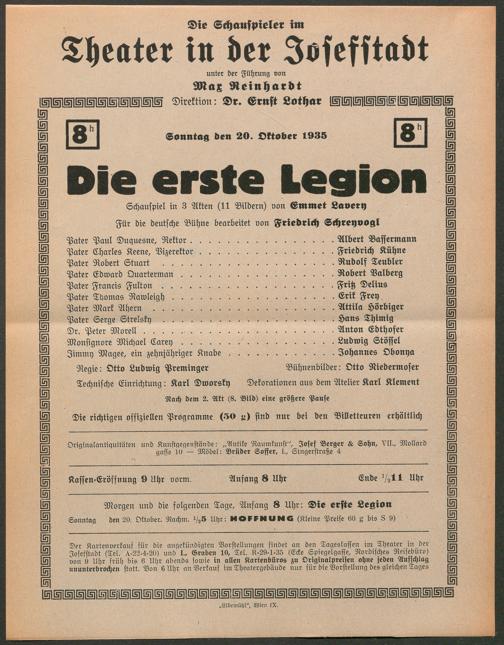 Die Schauspieler im
Theater in der Josefstadt
unter der Führung von
Max Reinhardt
Direktion: Dr. Ernst Lothar
8h
Sonntag den 20. Oktober 1935
8h
Die erste Legion
Schauspiel in 3 Akten (11 Bildern) von Emmet Lavery
Für die deutsche Bühne bearbeitet von Friedrich Schreyvogl
Pater Paul Duquesne, Rektor . . . . . . . . . . . . Albert Bassermann
Pater Charles Keene, Vizerektor . . . . . . . . . . . . Friedrich Kühne
Pater Robert Stuart . . . . . . . . . . . . Rudolf Teubler
Pater Edward Quarterman . . . . . . . . . . . . Robert Valberg
Pater Francis Fulton . . . . . . . . . . . . Fritz Delius
Pater Thomas Rawleigh . . . . . . . . . . . . Erik Frey
Pater Mark Ahern . . . . . . . . . . . . Attila Hörbiger
Pater Serge Strelsky . . . . . . . . . . . . Hans Thimig
Dr. Peter Morell . . . . . . . . . . . . Anton Edthofer
Monsignore Michael Carey . . . . . . . . . . . . Ludwig Stössel
Jimmy Magee, ein zehnjähriger Knabe . . . . . . . . . . . . Johannes Obonya
Regie: Otto Ludwig Preminger Bühnenbilder: Otto Niedermoser
Technische Einrichtung: Karl Dworsky Dekorationen aus dem Atelier Karl Klement
Nach dem 2. Akt (8. Bild) eine größere Pause
Die richtigen offiziellen Programme (50 g) sind nur bei den Billetteuren erhältlich
Originalantiquitäten und Kunstgegenstände: „Antike Raumkunst", Josef Berger & Sohn, VII., Mollard
gasse 10 — Möbel: Brüder Soffer, I., Singerstraße 4
Kassen-Eröffnung 9 Uhr vorm. Anfang 8 Uhr Ende ½11 Uhr
Morgen und die folgenden Tage, Anfang 8 Uhr: Die erste Legion
Sonntag den 20. Oktober. Nachm. ½5 Uhr: HOFFNUNG (Kleine Preise 60 g bis S 9)
Der Kartenverkauf für die angekündigten Vorstellungen findet an den Tageskassen im Theater in der
Josefstadt (Tel. A-22-4-20) und I., Graben 10, Tel. R-29-1-35 (Ecke Spiegelgasse, Nordisches Reisebüro)
von 9 Uhr früh bis 6 Uhr abends sowie in allen Kartenbüros zu Originalpreisen ohne jeden Aufschlag
ununterbrochen statt. Von 6 Uhr an Verkauf im Theatergebäude nur für die Vorstellung des gleichen Tages
„Elbemühl", Wien IX.